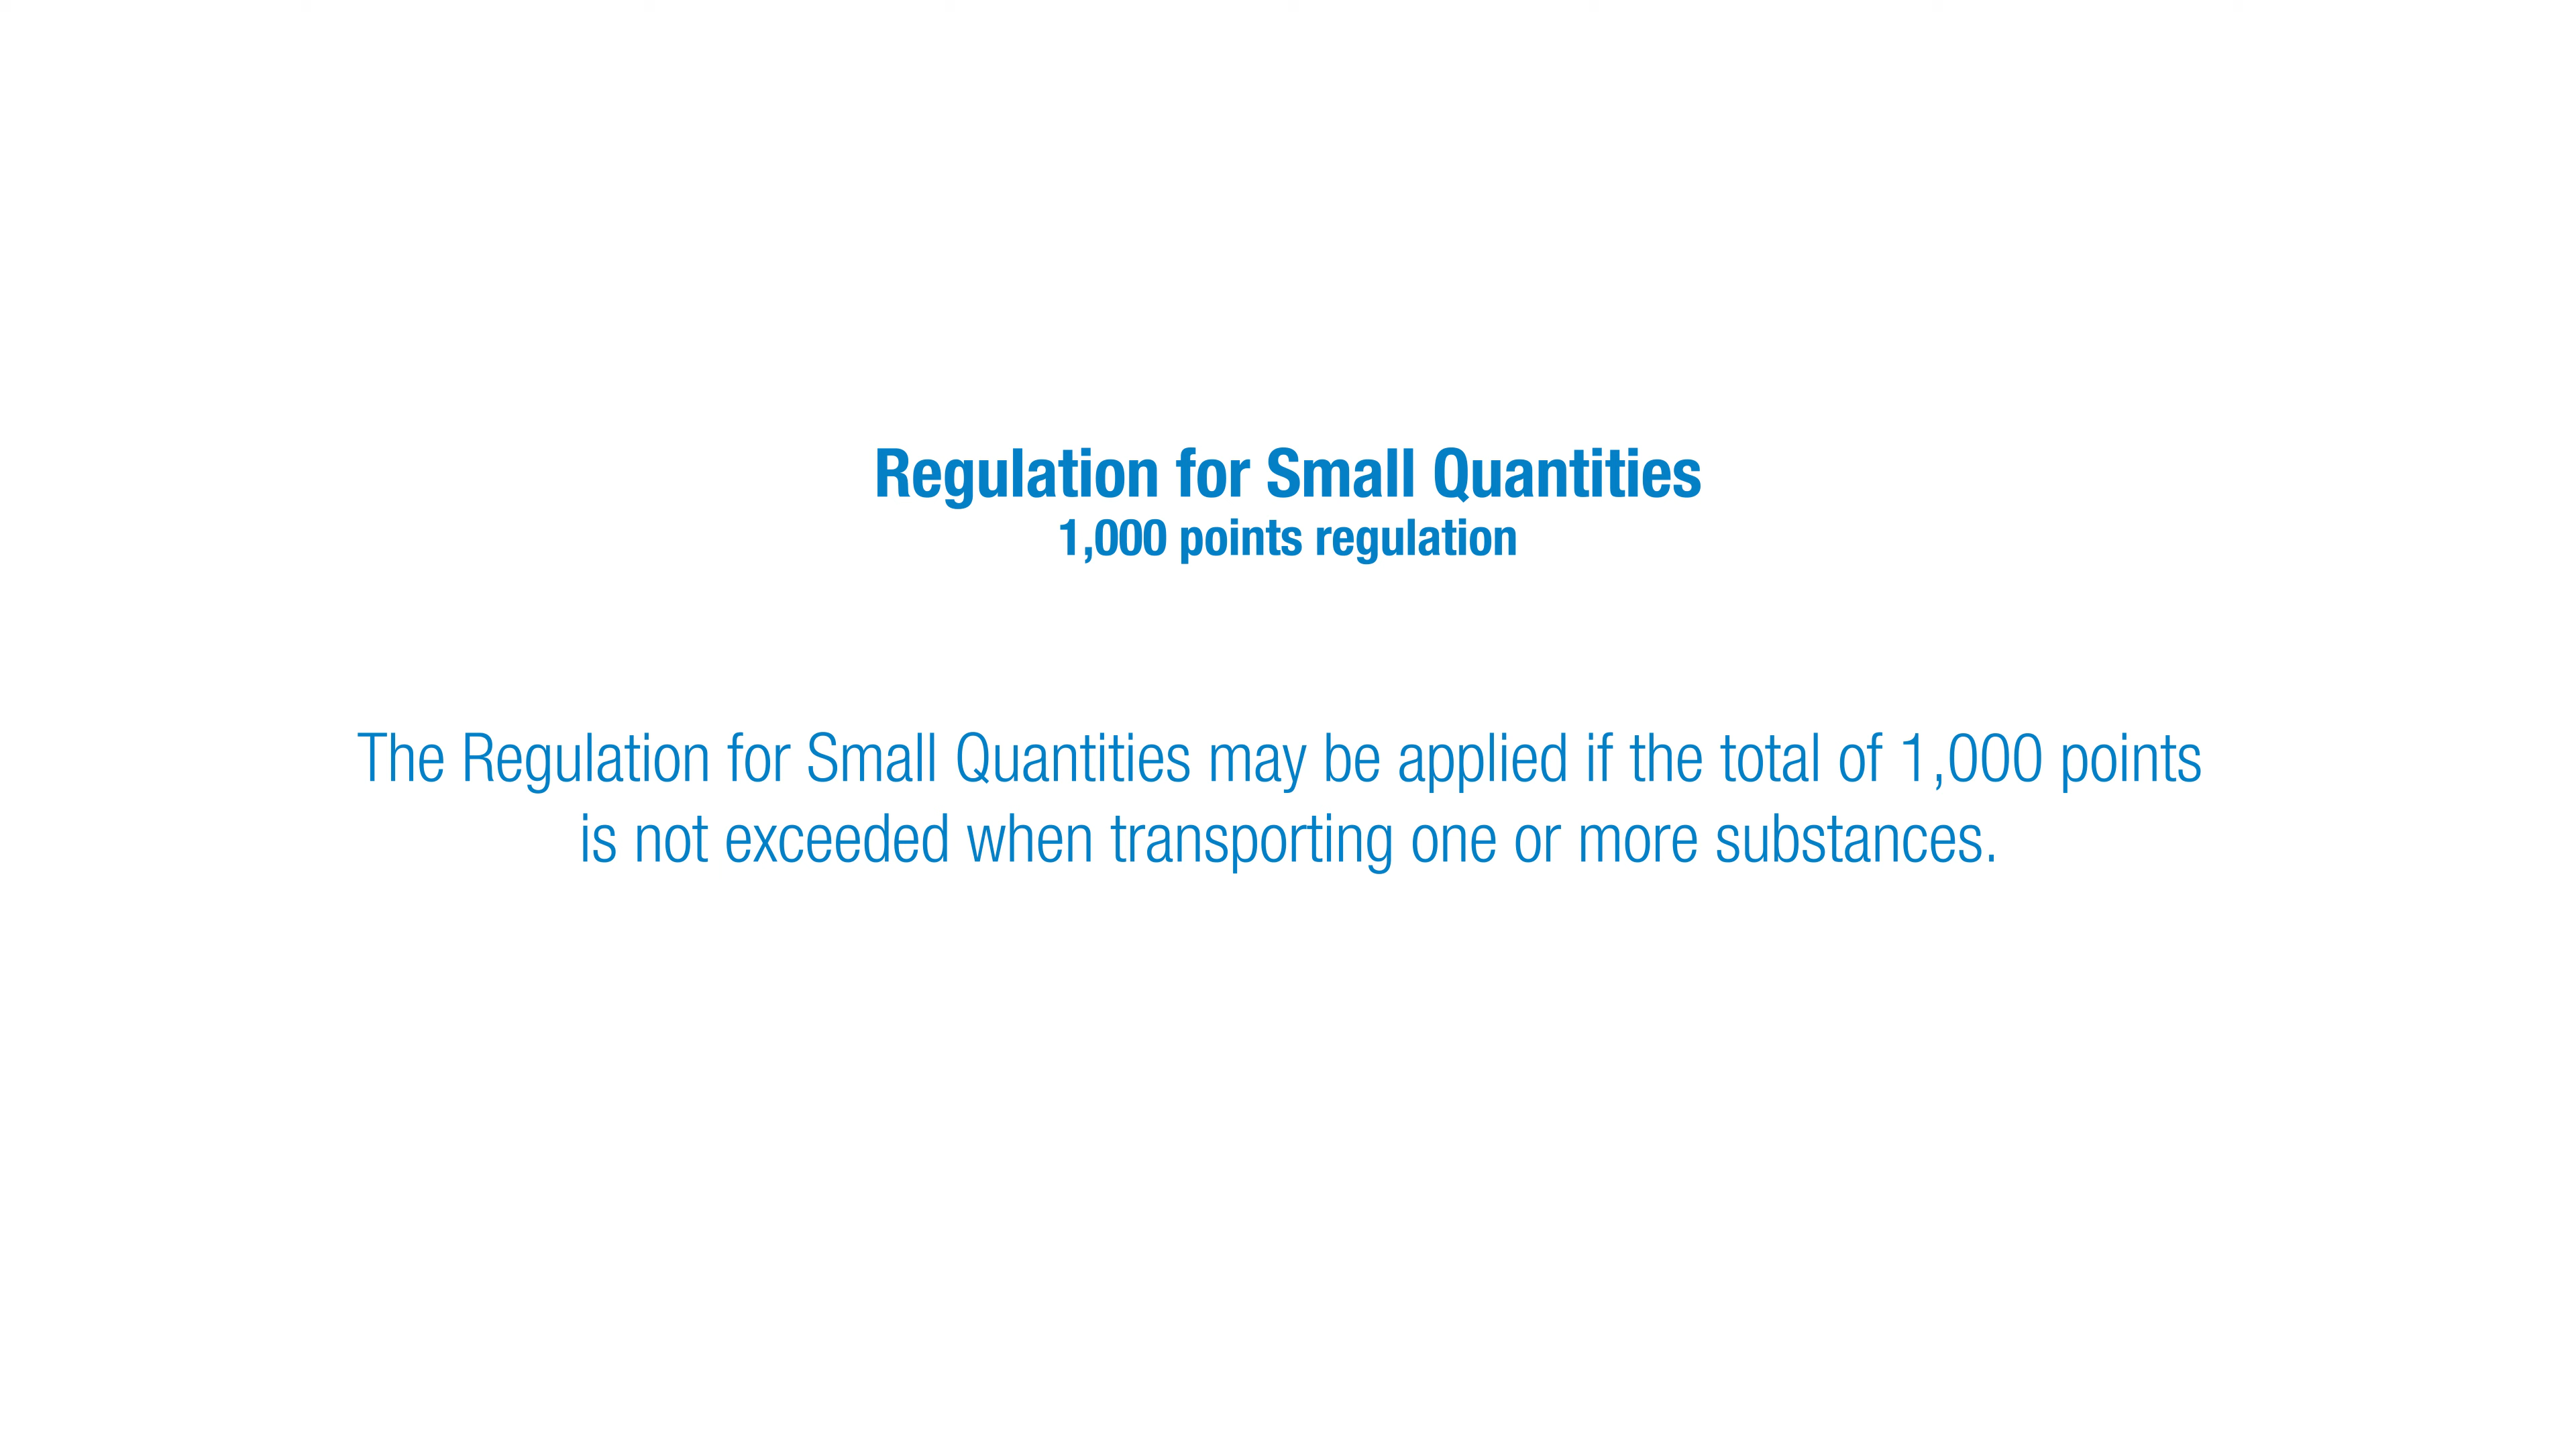 Regulation for Small Quantities
1,000 points regulation
The Regulation for Small Quantities may be applied if the total of 1,000 points
is not exceeded when transporting one or more substances.